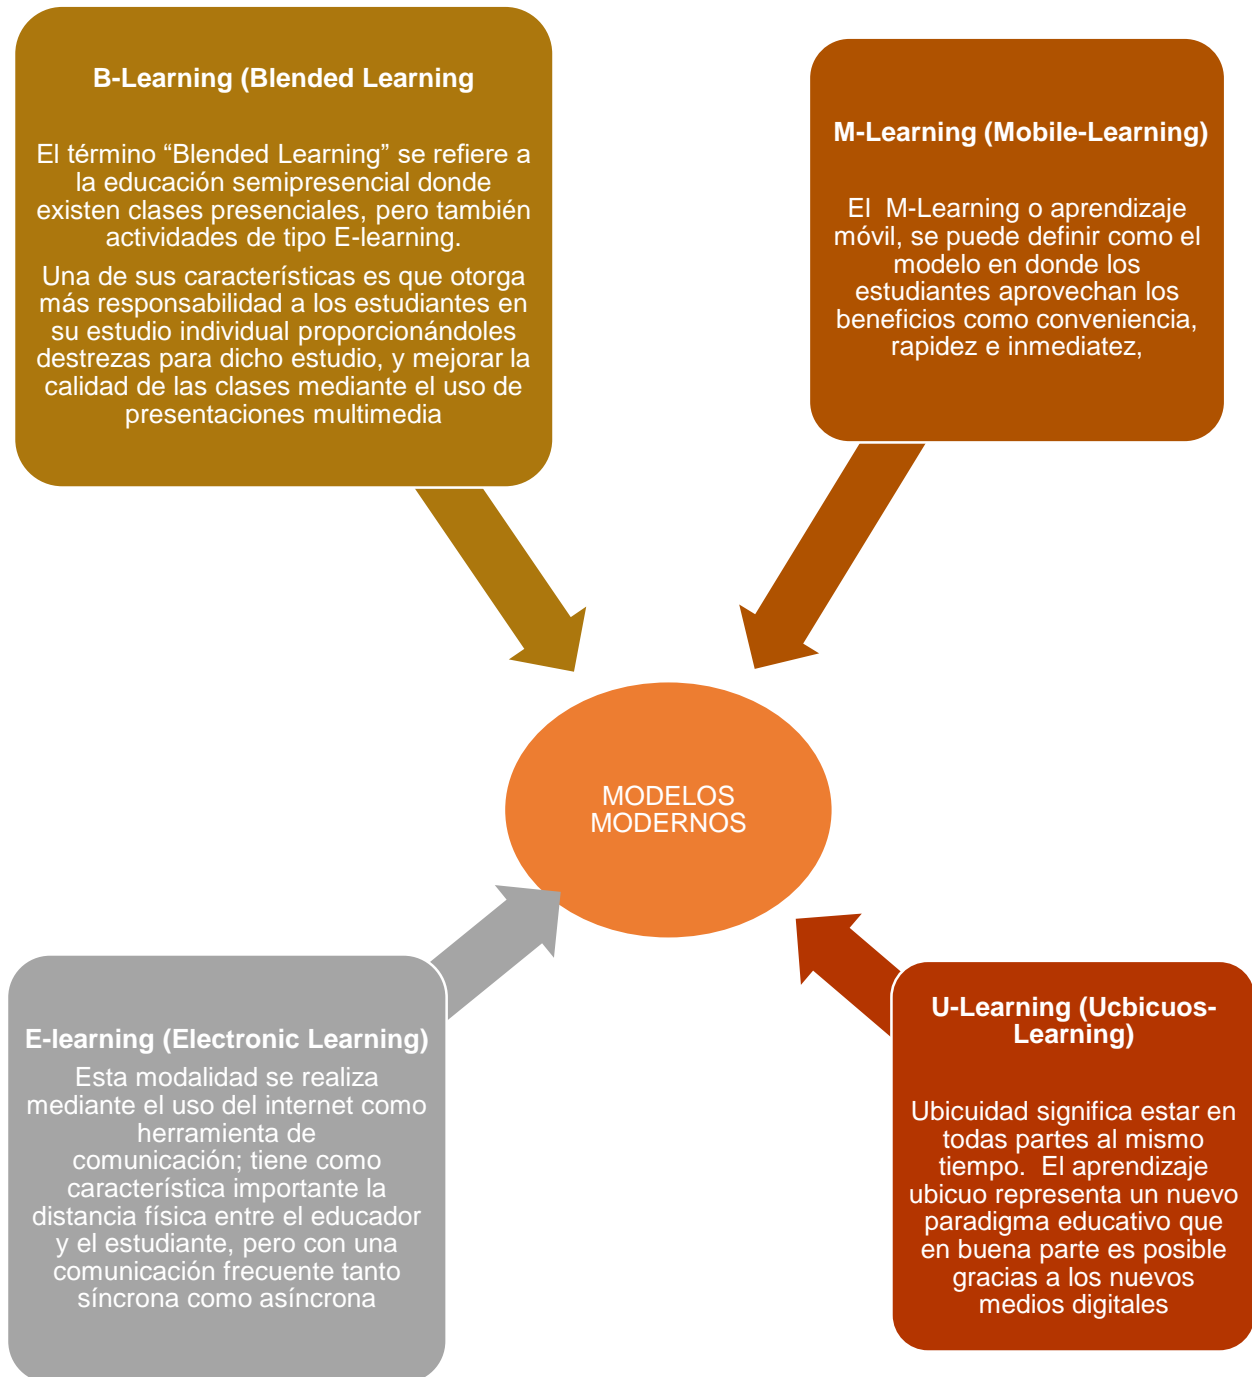 B-Learning (Blended Learning
El término “Blended Learning” se refiere a
la educación semipresencial donde
existen clases presenciales, pero también
actividades de tipo E-learning.
Una de sus características es que otorga
más responsabilidad a los estudiantes en
su estudio individual proporcionándoles
destrezas para dicho estudio, y mejorar la
calidad de las clases mediante el uso de
presentaciones multimedia
M-Learning (Mobile-Learning)
El  M-Learning o aprendizaje
móvil, se puede definir como el
modelo en donde los
estudiantes aprovechan los
beneficios como conveniencia,
rapidez e inmediatez,
MODELOS
MODERNOS
E-learning (Electronic Learning)
Esta modalidad se realiza
mediante el uso del internet como
herramienta de
comunicación; tiene como
característica importante la
distancia física entre el educador
y el estudiante, pero con una
comunicación frecuente tanto
síncrona como asíncrona
U-Learning (Ucbicuos-
Learning)
Ubicuidad significa estar en
todas partes al mismo
tiempo.  El aprendizaje
ubicuo representa un nuevo
paradigma educativo que
en buena parte es posible
gracias a los nuevos
medios digitales